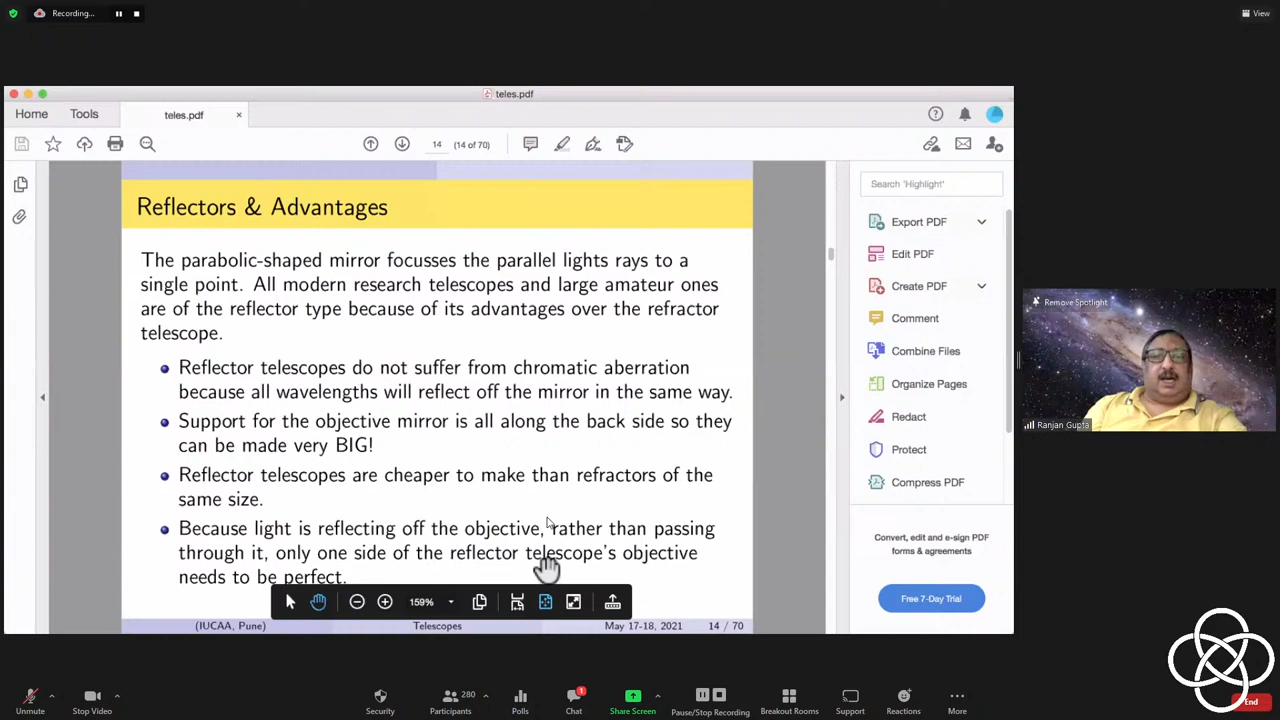 Recording...
View
teles.pdf
Home
Tools
teles.pdf
×
14
(14 of 70)
Search 'Highlight'
Reflectors & Advantages
The parabolic-shaped mirror focusses the parallel lights rays to a
single point. All modern research telescopes and large amateur ones
are of the reflector type because of its advantages over the refractor
telescope.
Reflector telescopes do not suffer from chromatic aberration
because all wavelengths will reflect off the mirror in the same way.
Support for the objective mirror is all along the back side so they
can be made very BIG!
Reflector telescopes are cheaper to make than refractors of the
same size.
Because light is reflecting off the objective, rather than passing
through it, only one side of the reflector telescope's objective
needs to be perfect.
159%
(IUCAA, Pune)
Telescopes
May 17-18, 2021
14 / 70
Export PDF
Edit PDF
Create PDF
Comment
Combine Files
Organize Pages
Redact
Protect
Compress PDF
Convert, edit and e-sign PDF
forms & agreements
Free 7-Day Trial
Remove Spotlight
Ranjan Gupta
Unmute
Stop Video
Security
280
Participants
Polls
1
Chat
Share Screen
Pause/Stop Recording
Breakout Rooms
Support
Reactions
More
End